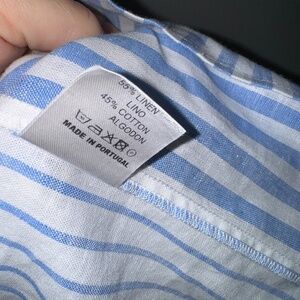 55% LINEN
LINO
45% COTTON
ALGODON
MADE IN PORTUGAL